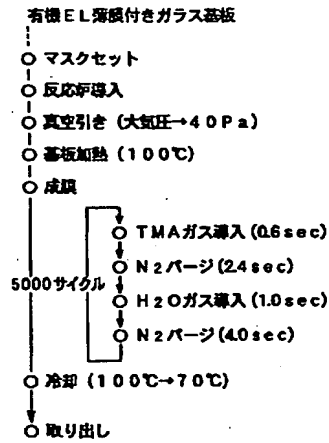 有機ＥＬ薄膜付きガラス基板
マスクセット
反応炉導入
真空引き（大気圧→４０Ｐａ）
基板加熱（１００℃）
成膜
ＴＭＡガス導入(0.6sec)
Ｎ２パージ(2.4sec)
5000サイクル
Ｈ２Ｏガス導入(1.0sec)
Ｎ２パージ(4.0sec)
冷却（１００℃→７０℃）
取り出し